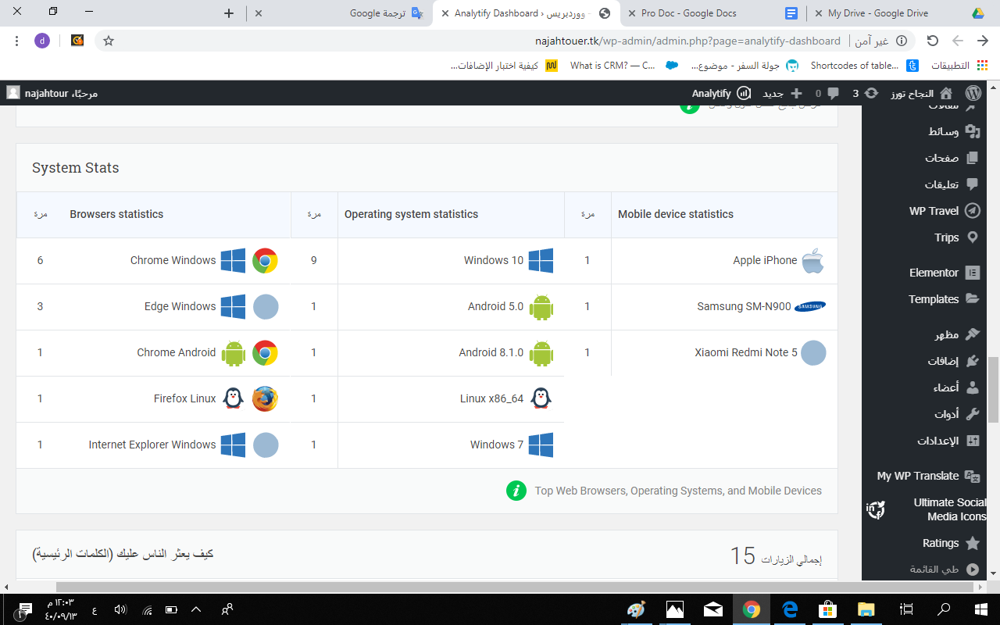 Google ترجمة
Analytify Dashboard ‹ ووردبريس
Pro Doc - Google Docs
My Drive - Google Drive
d
najahtouer.tk/wp-admin/admin.php?page=analytify-dashboard
غير آمن
التطبيقات
Shortcodes of table...
جولة السفر - موضوع...
What is CRM? — C...
كيفية اختبار الإضافات...
النجاح تورز
3
0
جديد
Analytify
مرحبًا، najahtour
مقالات
وسائط
صفحات
تعليقات
WP Travel
Trips
Elementor
Templates
مظهر
إضافات
أعضاء
أدوات
الإعدادات
My WP Translate
Ultimate Social
Media Icons
Ratings
طي القائمة
System Stats
مرة Browsers statistics مرة Operating system statistics مرة Mobile device statistics
6 Chrome Windows 9 Windows 10 1 Apple iPhone
3 Edge Windows 1 Android 5.0 1 Samsung SM-N900 SAMSUNG
1 Chrome Android 1 Android 8.1.0 1 Xiaomi Redmi Note 5
1 Firefox Linux 1 Linux x86_64
1 Internet Explorer Windows 1 Windows 7
Top Web Browsers, Operating Systems, and Mobile Devices
كيف يعثر الناس عليك (الكلمات الرئيسية)
إجمالي الزيارات 15
١٢:٠٣ م
٤٠/٠٩/١٣
ع
١